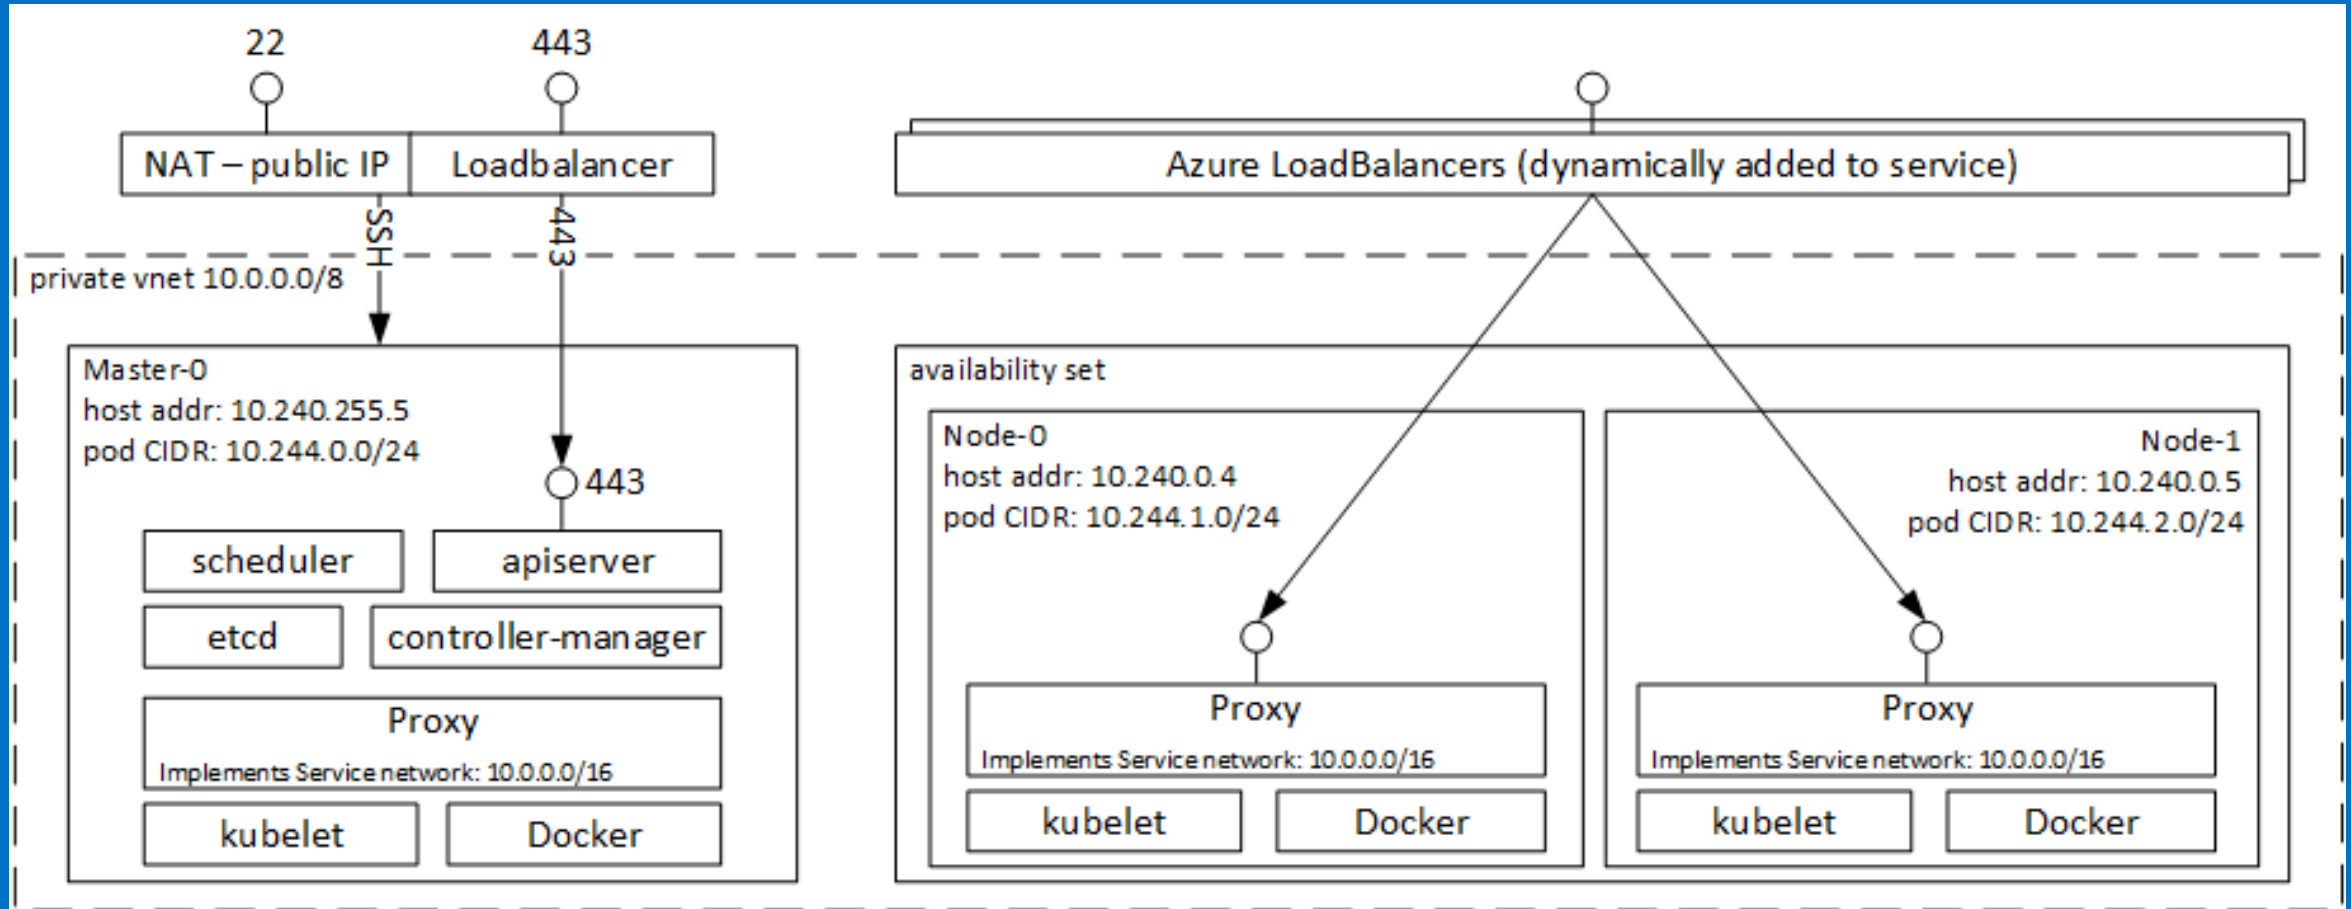 22
443
NAT – public IP
Loadbalancer
Azure LoadBalancers (dynamically added to service)
SSH
443
private vnet 10.0.0.0/8
Master-0
host addr: 10.240.255.5
pod CIDR: 10.244.0.0/24
443
scheduler
apiserver
etcd
controller-manager
Proxy
Implements Service network: 10.0.0.0/16
kubelet
Docker
availability set
Node-0
host addr: 10.240.0.4
pod CIDR: 10.244.1.0/24
Proxy
Implements Service network: 10.0.0.0/16
kubelet
Docker
Node-1
host addr: 10.240.0.5
pod CIDR: 10.244.2.0/24
Proxy
Implements Service network: 10.0.0.0/16
kubelet
Docker